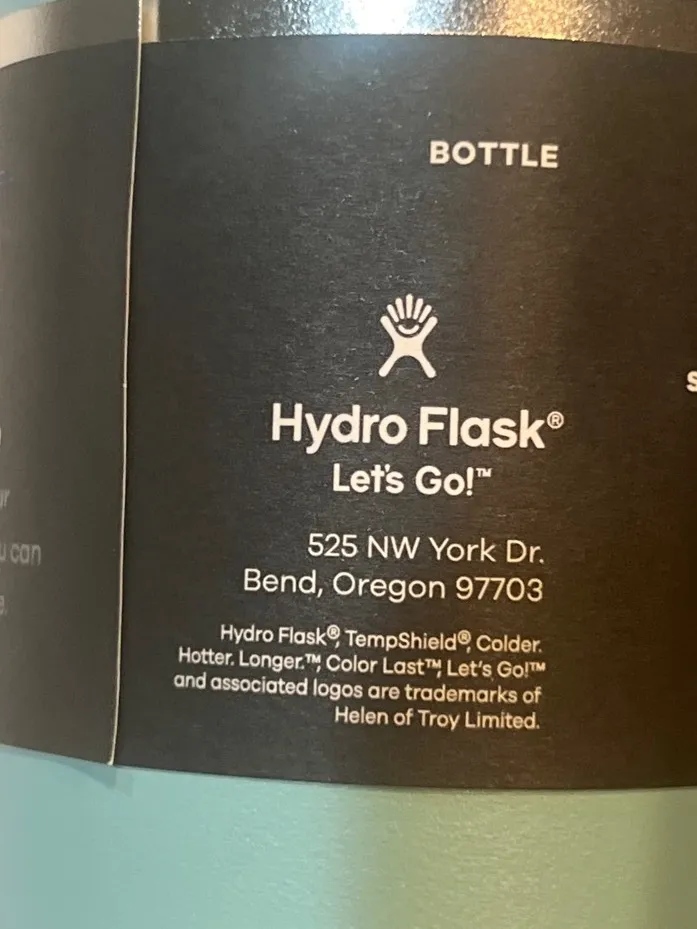 BOTTLE
Hydro Flask®
Let's Go!™
525 NW York Dr.
Bend, Oregon 97703
Hydro Flask®, TempShield®, Colder.
Hotter. Longer.™, Color Last™, Let's Go!™
and associated logos are trademarks of
Helen of Troy Limited.
can